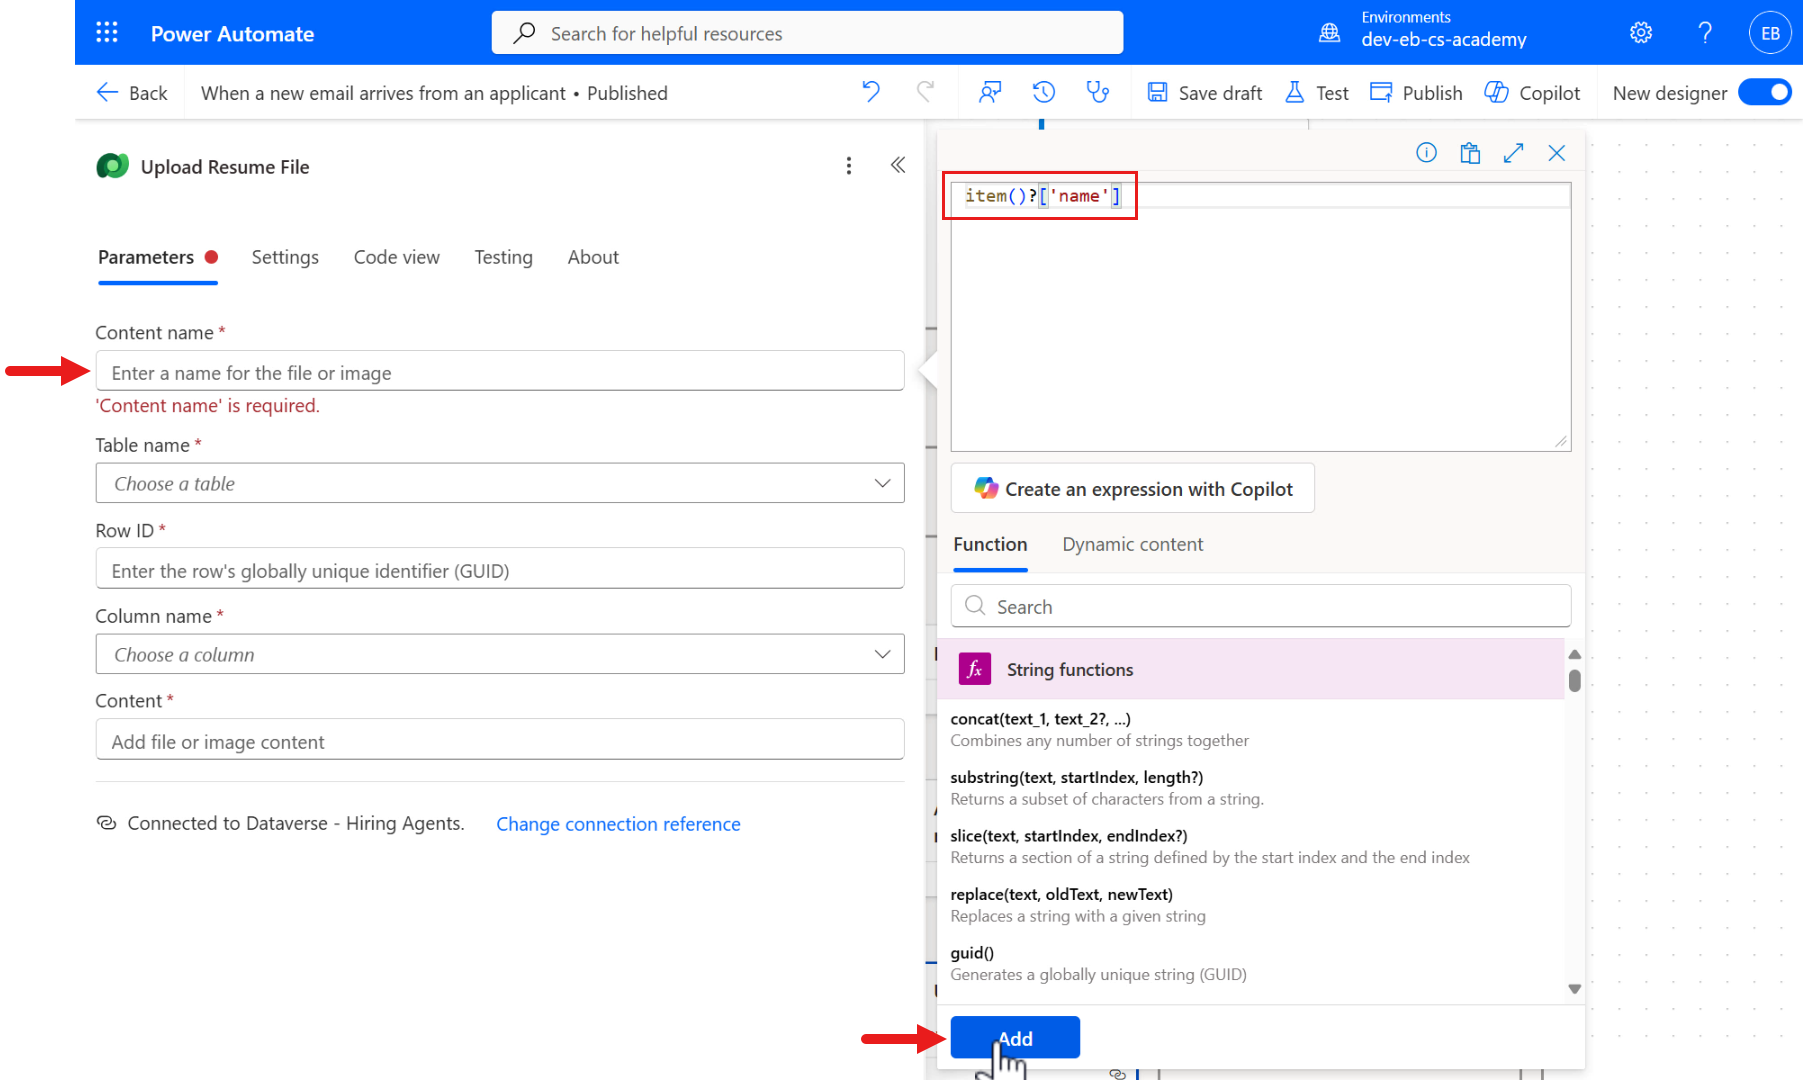 Power Automate
Search for helpful resources
Environments
dev-eb-cs-academy
EB
Back
When a new email arrives from an applicant • Published
Save draft
Test
Publish
Copilot
New designer
Upload Resume File
Parameters
Settings
Code view
Testing
About
Content name *
Enter a name for the file or image
'Content name' is required.
Table name *
Choose a table
Row ID *
Enter the row's globally unique identifier (GUID)
Column name *
Choose a column
Content *
Add file or image content
Connected to Dataverse - Hiring Agents.
Change connection reference
item()?['name']
Create an expression with Copilot
Function
Dynamic content
Search
fx
String functions
concat(text_1, text_2?, ...)
Combines any number of strings together
substring(text, startIndex, length?)
Returns a subset of characters from a string.
slice(text, startIndex, endIndex?)
Returns a section of a string defined by the start index and the end index
replace(text, oldText, newText)
Replaces a string with a given string
guid()
Generates a globally unique string (GUID)
Add